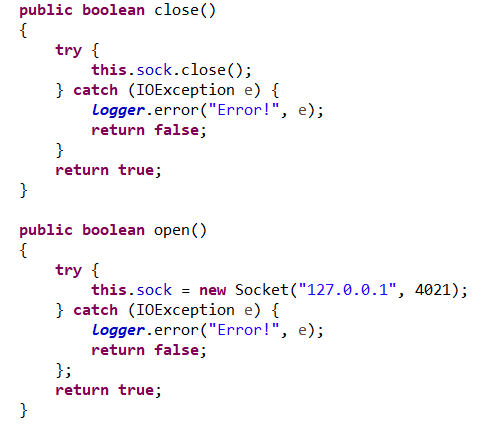 public boolean close()
{
    try {
        this.sock.close();
    } catch (IOException e) {
        logger.error("Error!", e);
        return false;
    }
    return true;
}

public boolean open()
{
    try {
        this.sock = new Socket("127.0.0.1", 4021);
    } catch (IOException e) {
        logger.error("Error!", e);
        return false;
    };
    return true;
}